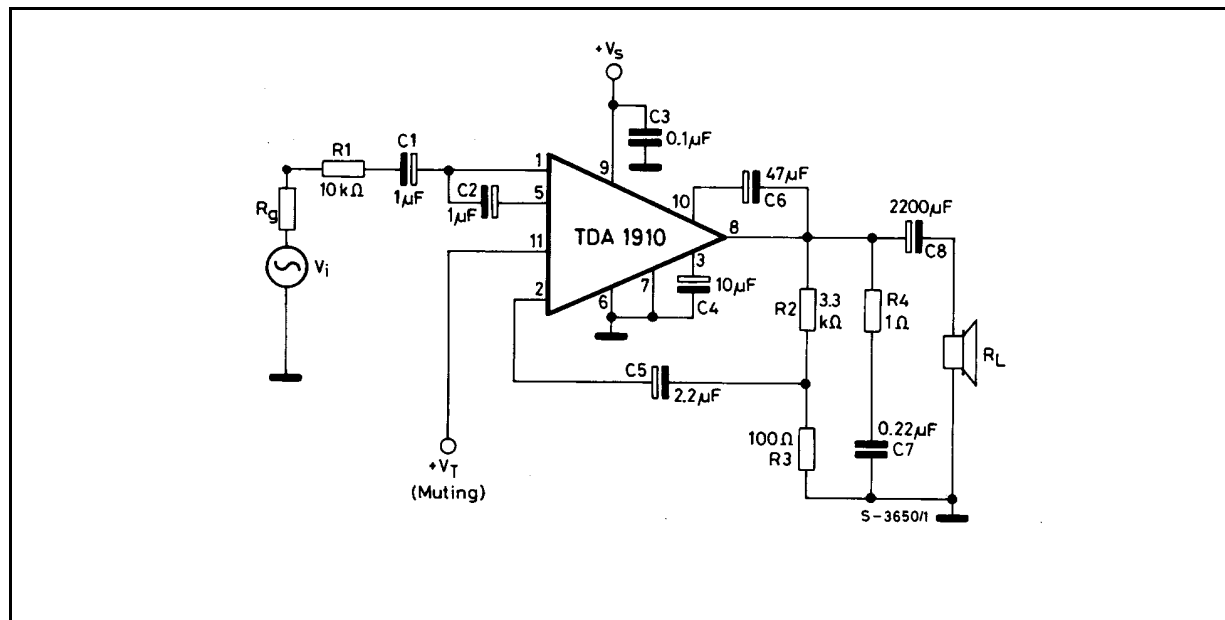 +Vs
C3
0.1µF
R1
10 kΩ
C1
1µF
C2
1µF
Rg
Vi
1
5
11
2
9
10
8
3
7
6
TDA 1910
47µF
C6
10µF
C4
2200µF
C8
R2
3.3
kΩ
R4
1Ω
RL
C5
2.2µF
100Ω
R3
0.22µF
C7
+VT
(Muting)
S-3650/1